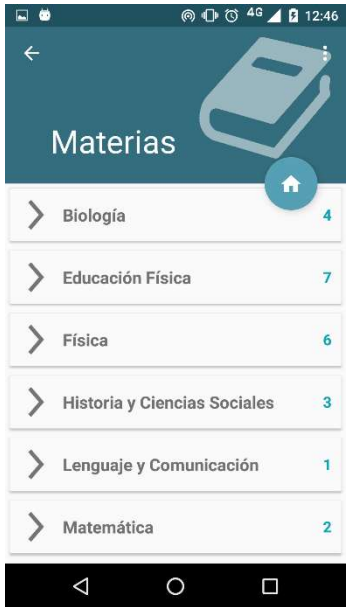 4G 12:46
Materias
Biología 4
Educación Física 7
Física 6
Historia y Ciencias Sociales 3
Lenguaje y Comunicación 1
Matemática 2